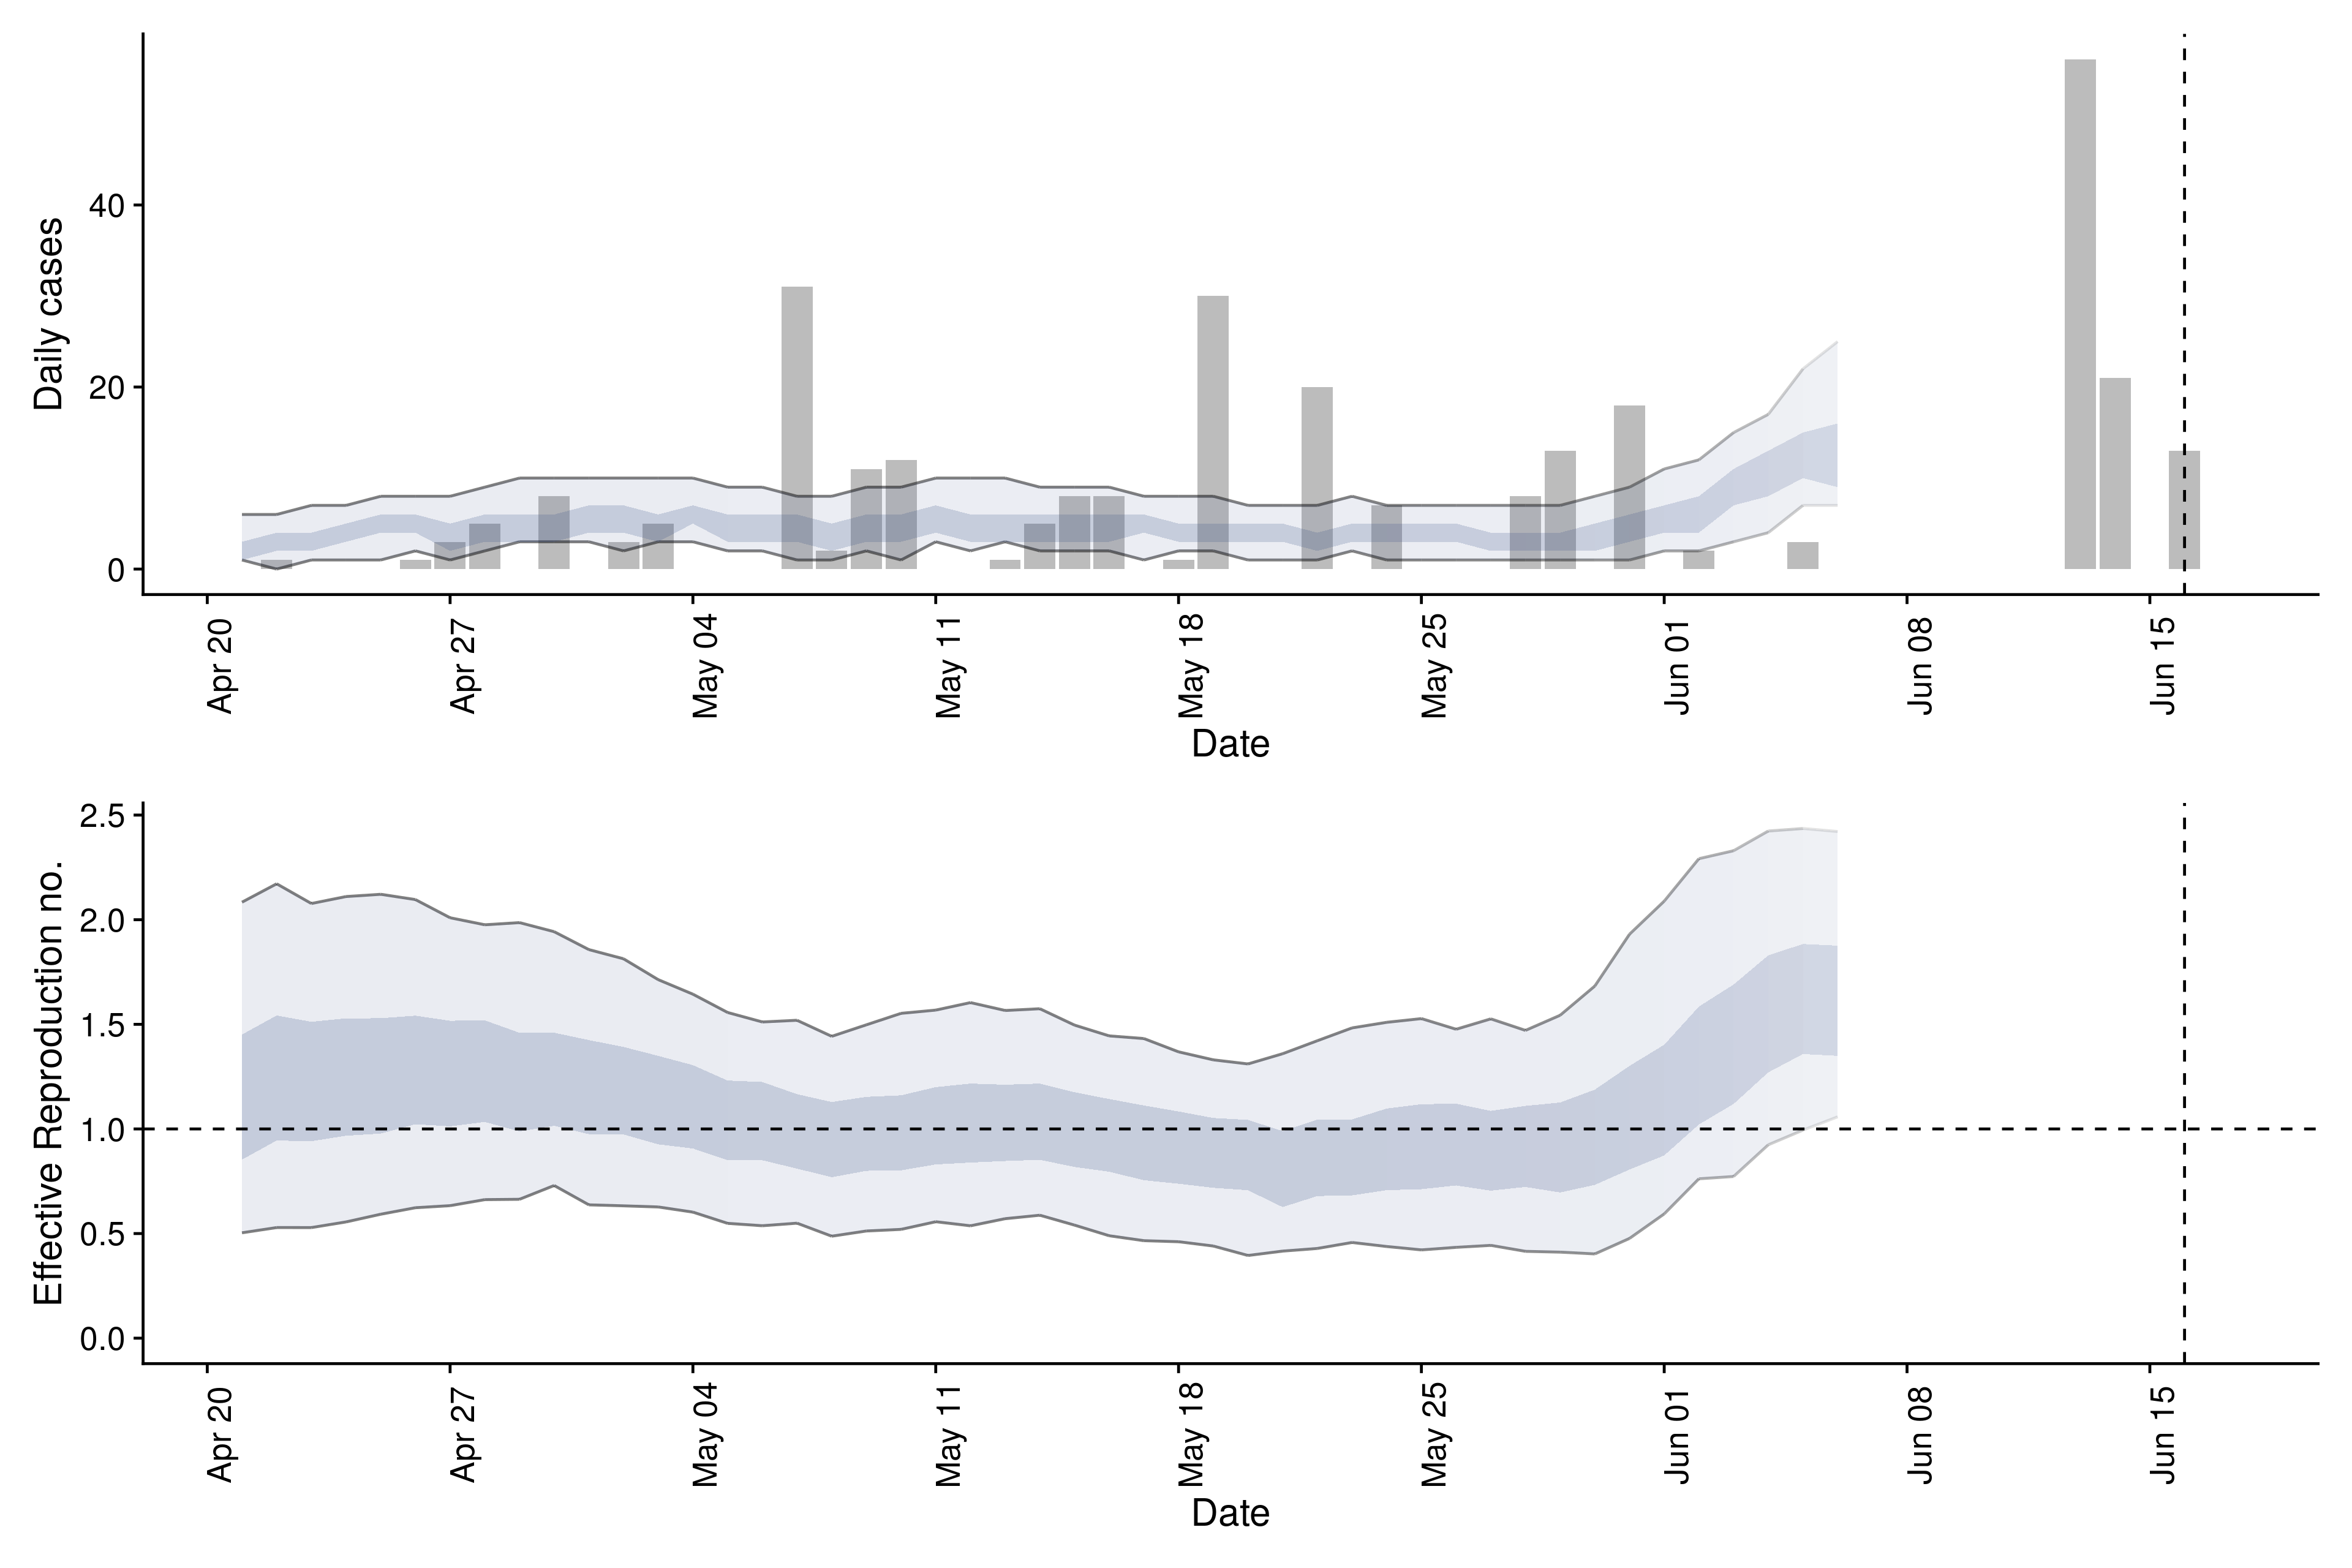 Daily cases
40
20
0
Apr 20
Apr 27
May 04
May 11
May 18
May 25
Jun 01
Jun 08
Jun 15
Date
Effective Reproduction no.
2.5
2.0
1.5
1.0
0.5
0.0
Apr 20
Apr 27
May 04
May 11
May 18
May 25
Jun 01
Jun 08
Jun 15
Date